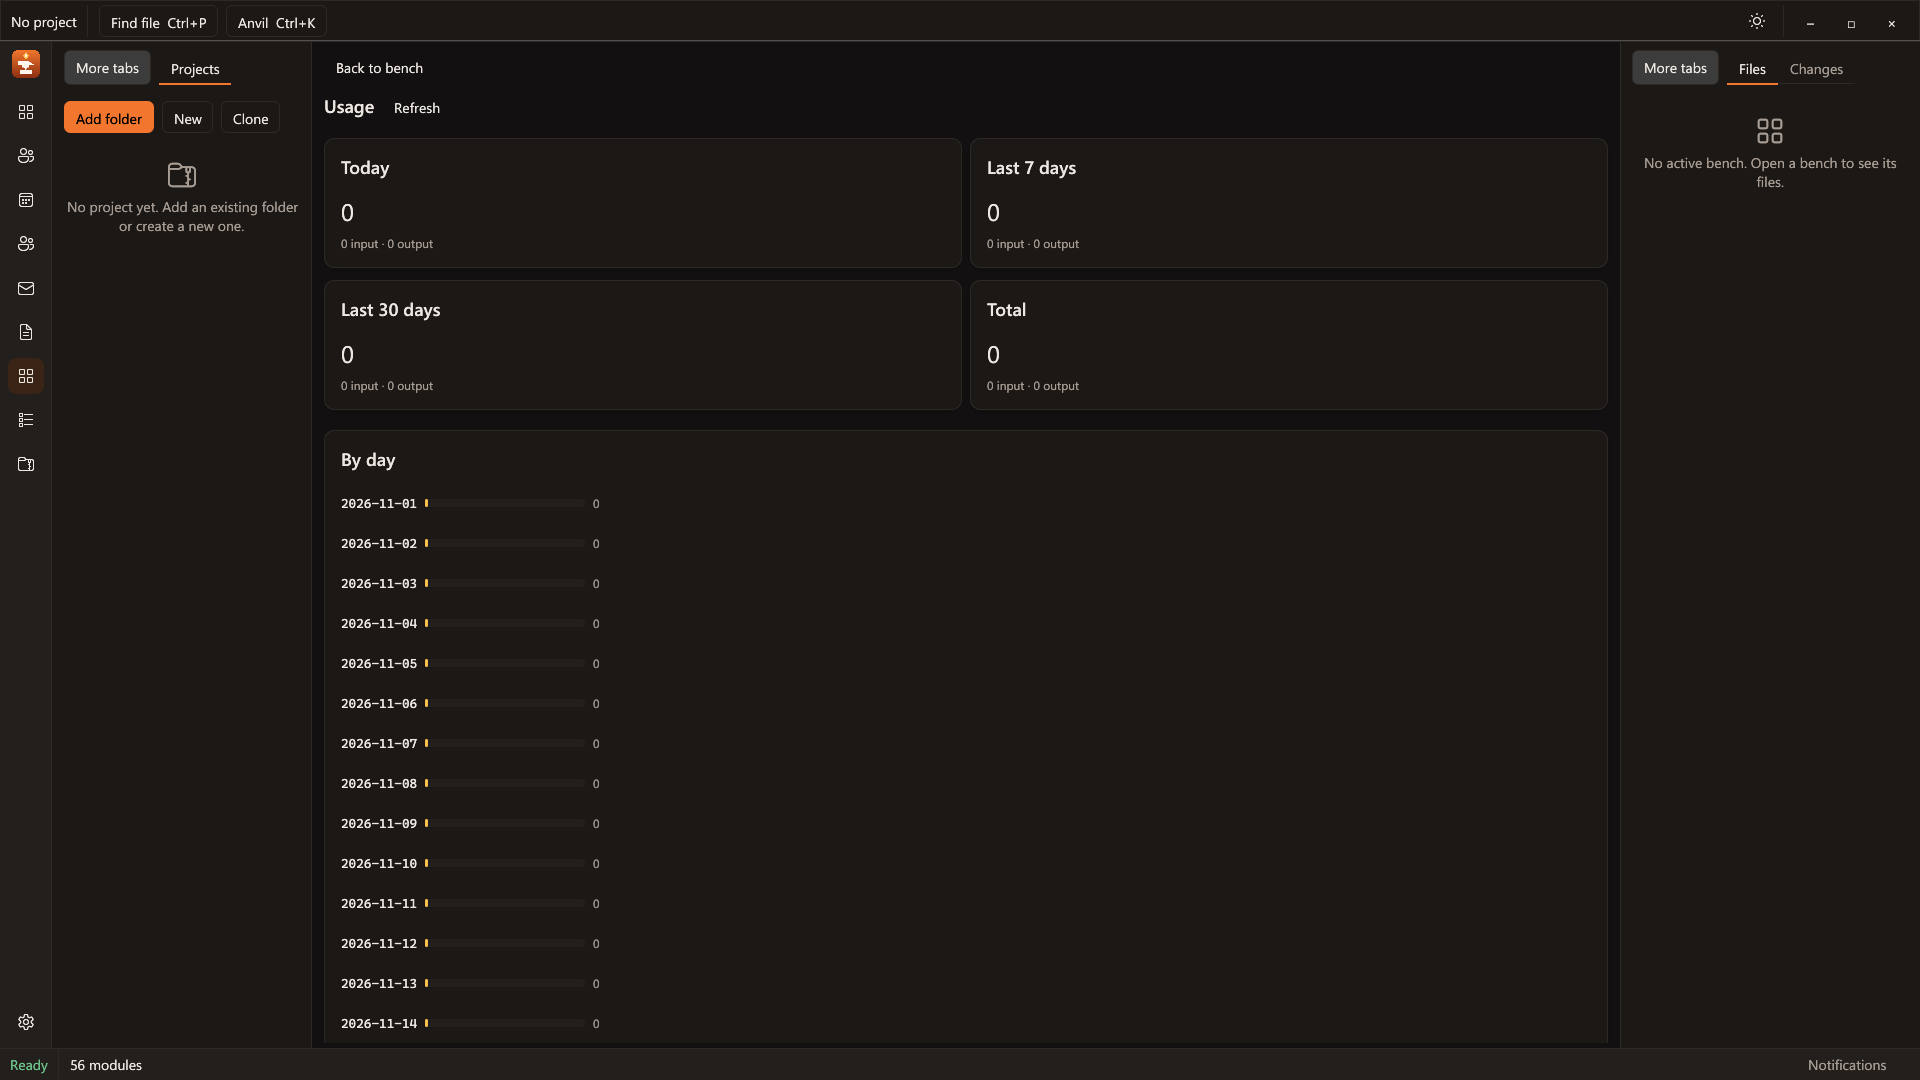 No project
Find file Ctrl+P
Anvil Ctrl+K
More tabs
Projects
Add folder
New
Clone
No project yet. Add an existing folder
or create a new one.
Back to bench
Usage
Refresh
Today
0
0 input · 0 output
Last 7 days
0
0 input · 0 output
Last 30 days
0
0 input · 0 output
Total
0
0 input · 0 output
By day
2026-11-01 0
2026-11-02 0
2026-11-03 0
2026-11-04 0
2026-11-05 0
2026-11-06 0
2026-11-07 0
2026-11-08 0
2026-11-09 0
2026-11-10 0
2026-11-11 0
2026-11-12 0
2026-11-13 0
2026-11-14 0
More tabs
Files
Changes
No active bench. Open a bench to see its
files.
Ready
56 modules
Notifications